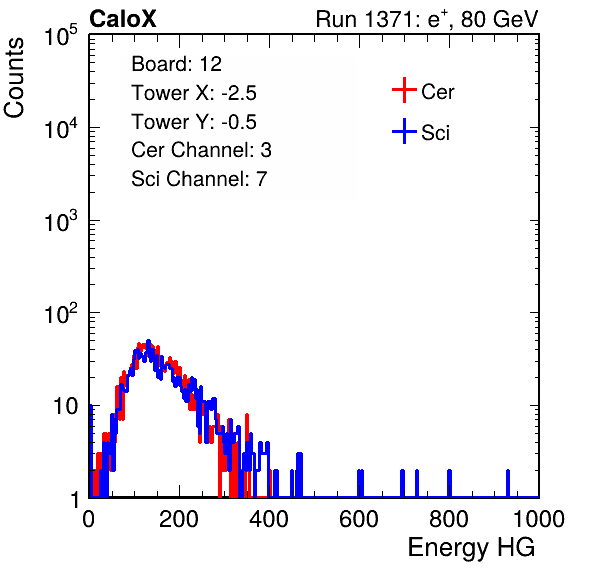 CaloX Run 1371: e⁺, 80 GeV
Counts
10⁵
10⁴
10³
10²
10
1
Board: 12
Tower X: -2.5
Tower Y: -0.5
Cer Channel: 3
Sci Channel: 7
Cer
Sci
0 200 400 600 800 1000
Energy HG